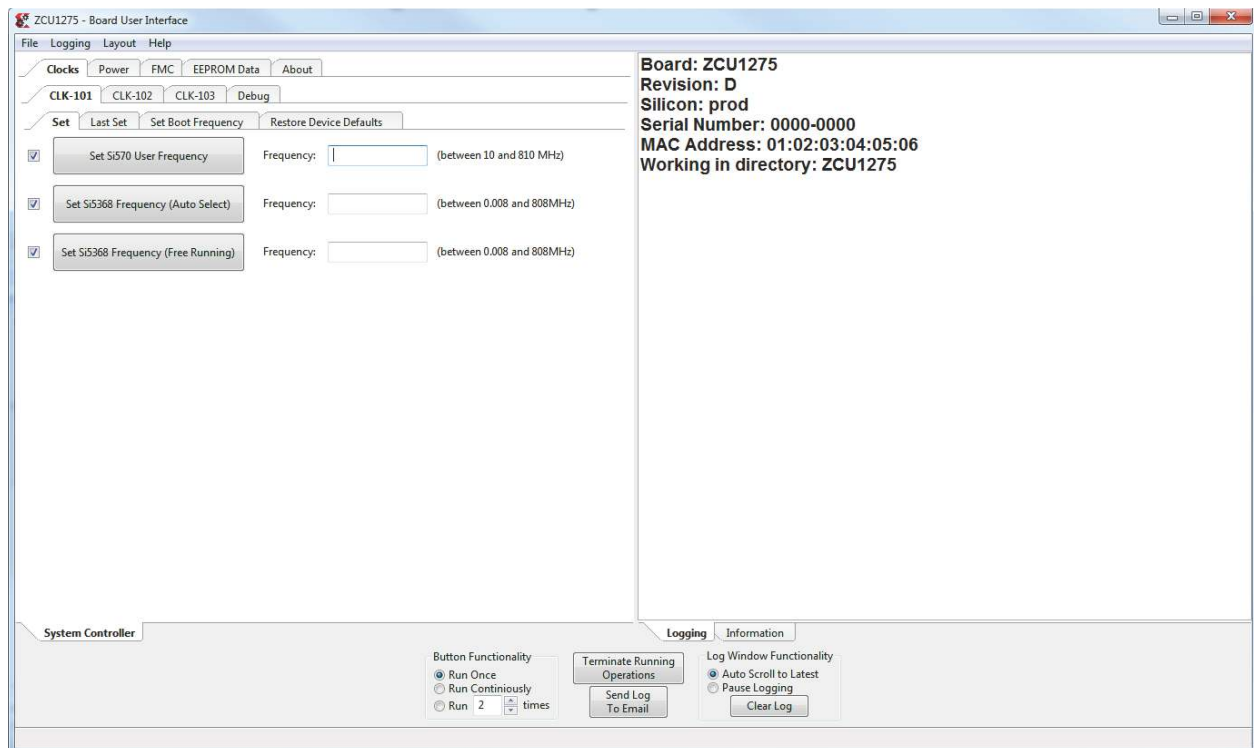 ZCU1275 - Board User Interface
File Logging Layout Help
Clocks Power FMC EEPROM Data About
CLK-101 CLK-102 CLK-103 Debug
Set Last Set Set Boot Frequency Restore Device Defaults
Set Si570 User Frequency Frequency: (between 10 and 810 MHz)
Set Si5368 Frequency (Auto Select) Frequency: (between 0.008 and 808MHz)
Set Si5368 Frequency (Free Running) Frequency: (between 0.008 and 808MHz)
System Controller
Board: ZCU1275
Revision: D
Silicon: prod
Serial Number: 0000-0000
MAC Address: 01:02:03:04:05:06
Working in directory: ZCU1275
Logging Information
Button Functionality
Run Once
Run Continiously
Run 2 times
Terminate Running
Operations
Send Log
To Email
Log Window Functionality
Auto Scroll to Latest
Pause Logging
Clear Log